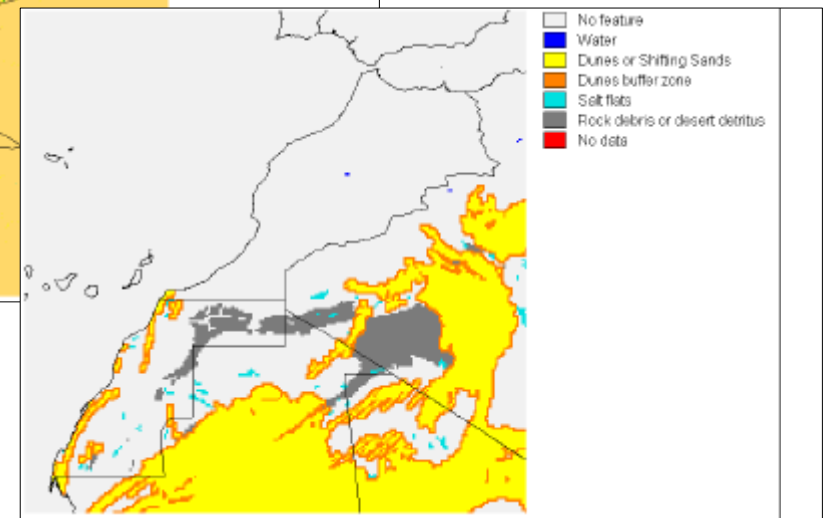 No feature
Water
Dunes or Shifting Sands
Dunes buffer zone
Salt flats
Rock debris or desert detritus
No data